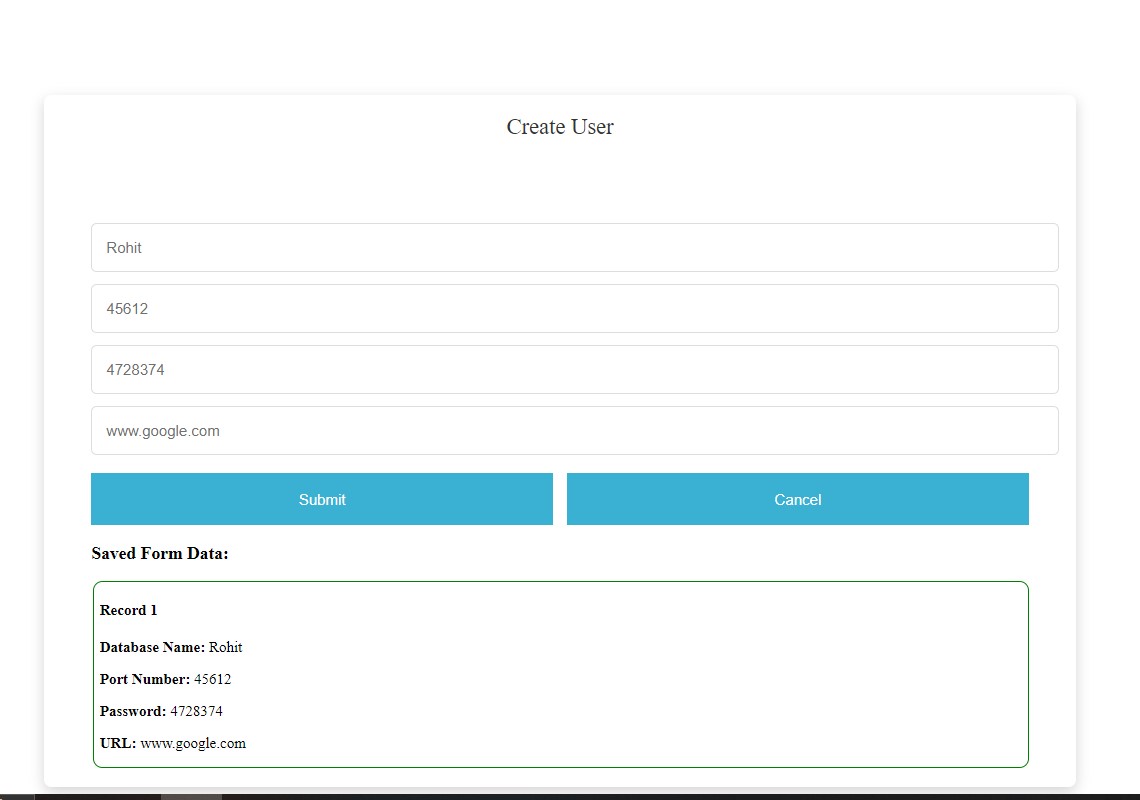 Create User
Rohit
45612
4728374
www.google.com
Submit
Cancel
Saved Form Data:
Record 1
Database Name: Rohit
Port Number: 45612
Password: 4728374
URL: www.google.com